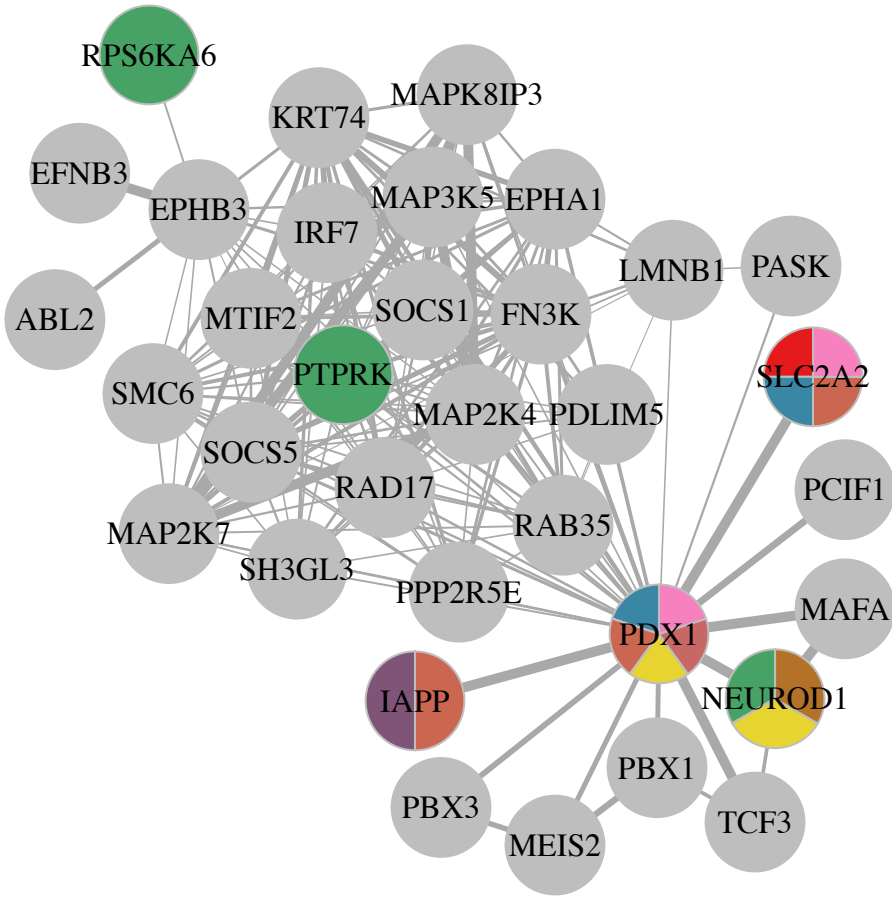 RPS6KA6
MAPK8IP3
KRT74
EFNB3
MAP3K5
EPHA1
EPHB3
IRF7
LMNB1
PASK
ABL2
MTIF2
SOCS1
FN3K
PTPRK
SLC2A2
SMC6
MAP2K4
PDLIM5
SOCS5
RAD17
PCIF1
MAP2K7
RAB35
SH3GL3
PPP2R5E
MAFA
PDX1
IAPP
NEUROD1
PBX1
PBX3
TCF3
MEIS2